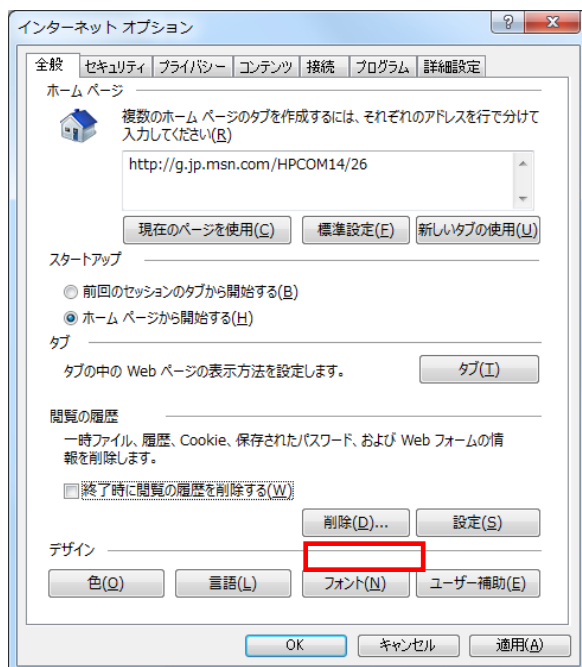 インターネット オプション
全般 セキュリティ プライバシー コンテンツ 接続 プログラム 詳細設定
ホーム ページ
複数のホーム ページのタブを作成するには、それぞれのアドレスを行で分けて
入力してください(R)
http://g.jp.msn.com/HPCOM14/26
現在のページを使用(C) 標準設定(F) 新しいタブの使用(U)
スタートアップ
前回のセッションのタブから開始する(B)
ホーム ページから開始する(H)
タブ
タブの中の Web ページの表示方法を設定します。 タブ(T)
閲覧の履歴
一時ファイル、履歴、Cookie、保存されたパスワード、および Web フォームの情
報を削除します。
終了時に閲覧の履歴を削除する(W)
削除(D)... 設定(S)
デザイン
色(O) 言語(L) フォント(N) ユーザー補助(E)
OK キャンセル 適用(A)